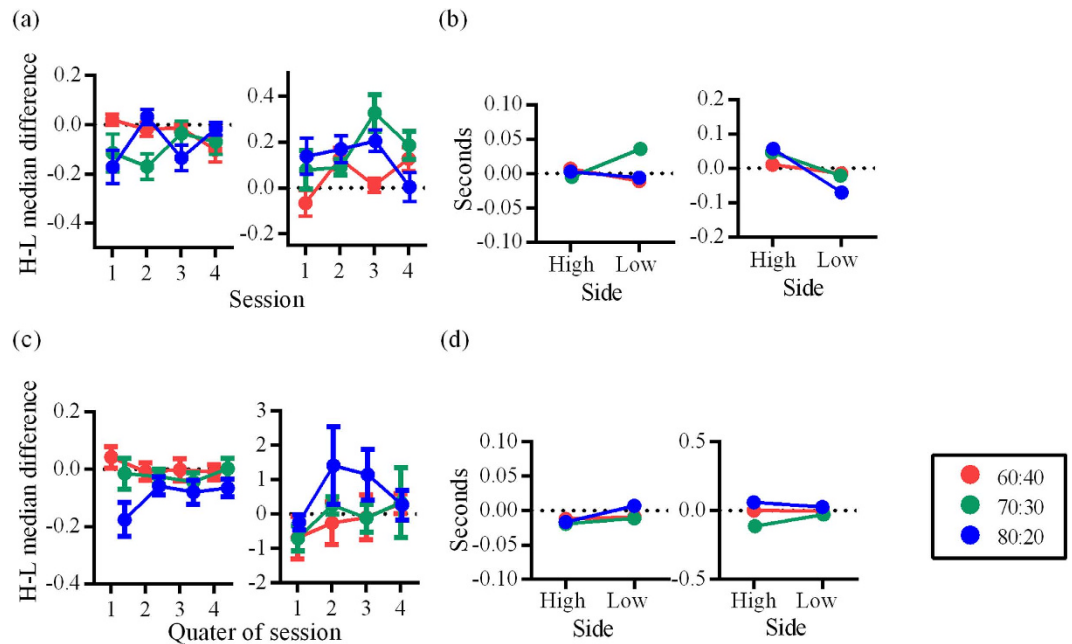 (a)
(b)
H-L median difference
0.2
0.0
-0.2
-0.4
1 2 3 4
0.4
0.2
0.0
-0.2
1 2 3 4
Session
Seconds
0.10
0.05
0.00
-0.05
-0.10
High Low
Side
0.2
0.1
0.0
-0.1
-0.2
High Low
Side
(c)
(d)
H-L median difference
0.2
0.0
-0.2
-0.4
1 2 3 4
3
2
1
0
-1
-2
1 2 3 4
Quater of session
Seconds
0.10
0.05
0.00
-0.05
-0.10
High Low
Side
0.5
0.0
-0.5
High Low
Side
60:40
70:30
80:20